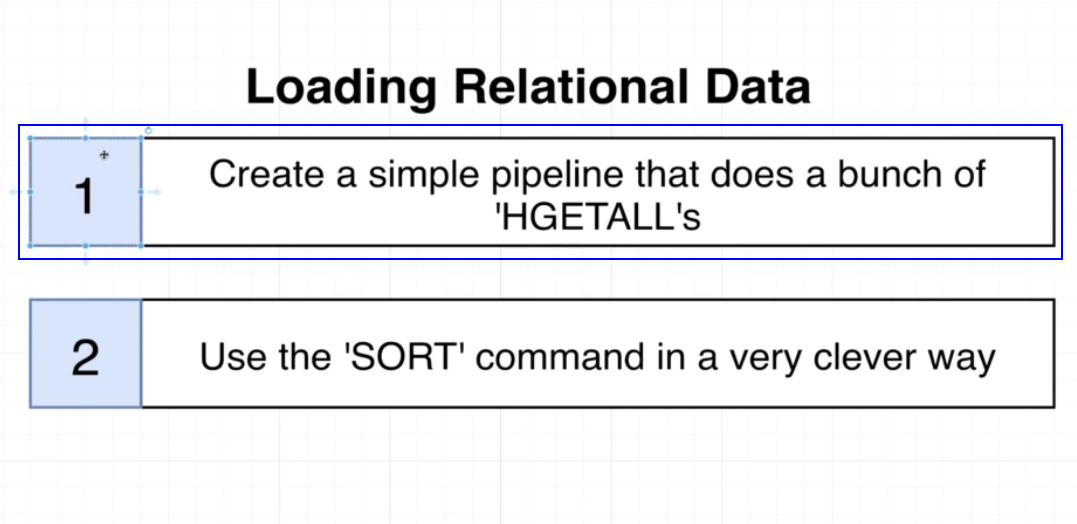 Loading Relational Data
1
Create a simple pipeline that does a bunch of
'HGETALL's
2
Use the 'SORT' command in a very clever way